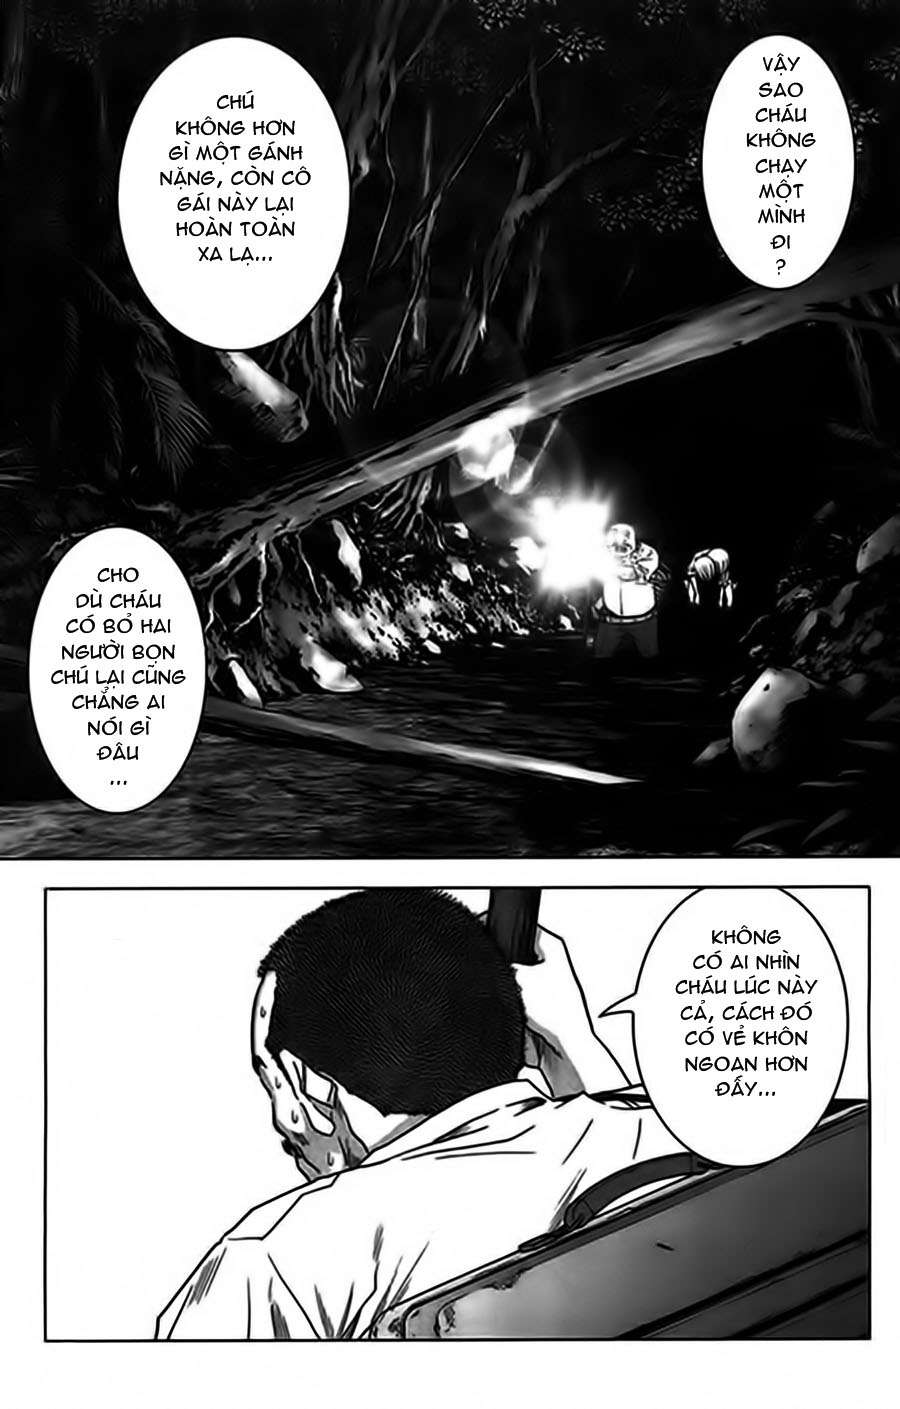 VẬY
SAO
CHÁU
KHÔNG
CHẠY
MỘT
MÌNH
ĐI
?
CHÚ
KHÔNG HƠN
GÌ MỘT GÁNH
NẶNG, CÒN CÔ
GÁI NÀY LẠI
HOÀN TOÀN
XA LẠ...
CHO
DÙ CHÁU
CÓ BỎ HAI
NGƯỜI BỌN
CHÚ LẠI CŨNG
CHẲNG AI
NÓI GÌ
ĐÂU
...
KHÔNG
CÓ AI NHÌN
CHÁU LÚC NÀY
CẢ, CÁCH ĐÓ
CÓ VẺ KHÔN
NGOAN HƠN
ĐẤY...